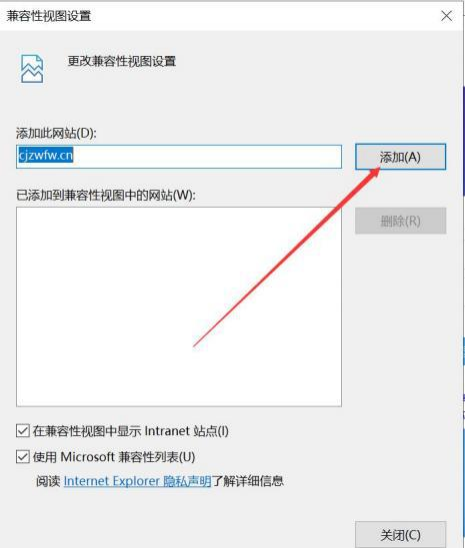 兼容性视图设置
更改兼容性视图设置
添加此网站(D):
cjzwfw.cn
添加(A)
已添加到兼容性视图中的网站(W):
删除(R)
在兼容性视图中显示 Intranet 站点(I)
使用 Microsoft 兼容性列表(U)
阅读 Internet Explorer 隐私声明了解详细信息
关闭(C)